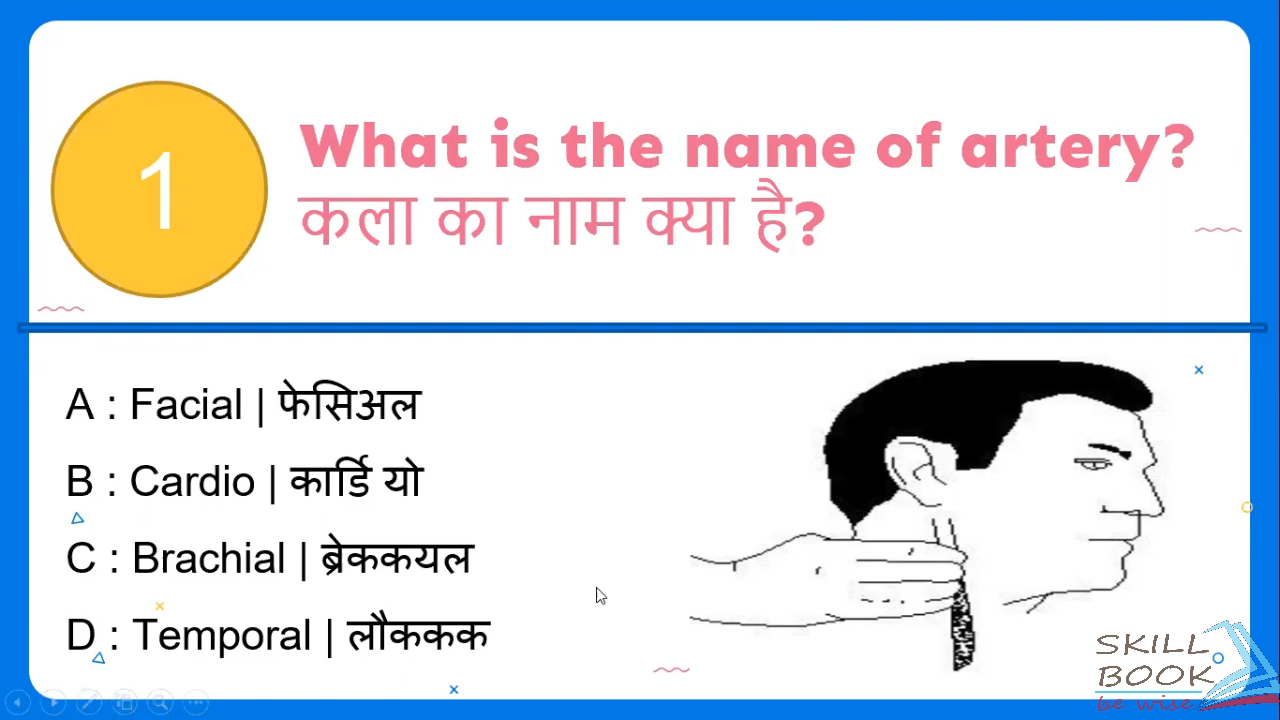 1
What is the name of artery?
कला का नाम क्या है?
A : Facial | फेसिअल
B : Cardio | कार्डि यो
C : Brachial | ब्रेककयल
D : Temporal | लौककक
SKILL
BOOK
be wise